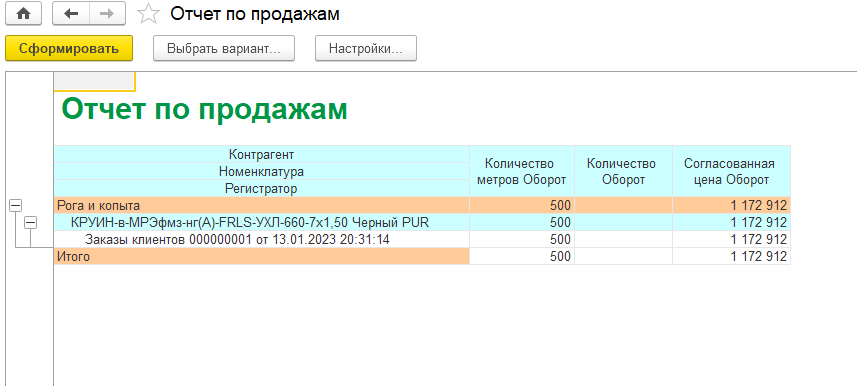 Отчет по продажам
Сформировать Выбрать вариант... Настройки...
Отчет по продажам
Контрагент
Номенклатура
Регистратор
Количество метров Оборот
Количество Оборот
Согласованная цена Оборот
Рога и копыта 500 1 172 912
КРУИН-в-МРЭфмз-нг(А)-FRLS-УХЛ-660-7х1,50 Черный PUR 500 1 172 912
Заказы клиентов 000000001 от 13.01.2023 20:31:14 500 1 172 912
Итого 500 1 172 912